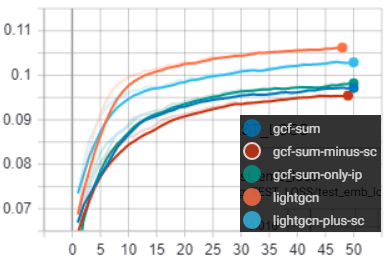 0.11
0.1
0.09
0.08
0.07
0 5 10 15 20 25 30 35 40 45 50
gcf-sum
gcf-sum-minus-sc
gcf-sum-only-ip
lightgcn
lightgcn-plus-sc